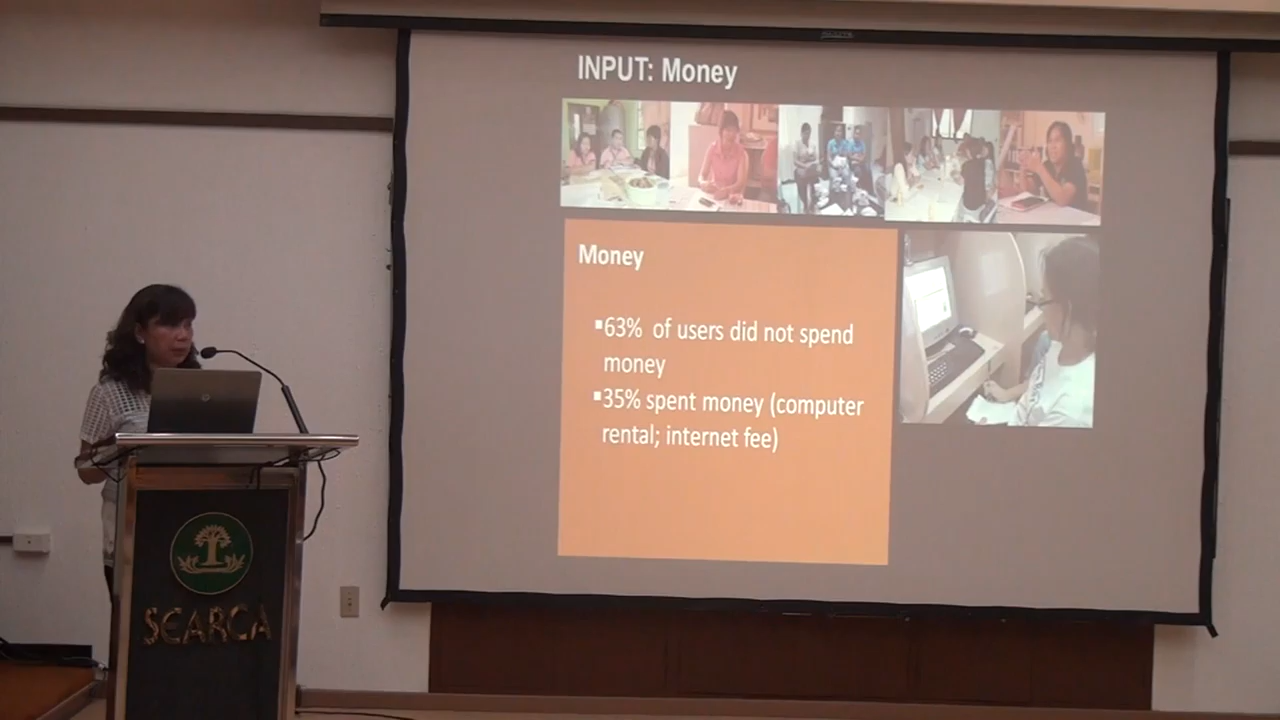 INPUT: Money
Money
▪63% of users did not spend
money
▪35% spent money (computer
rental; internet fee)
SEARCA